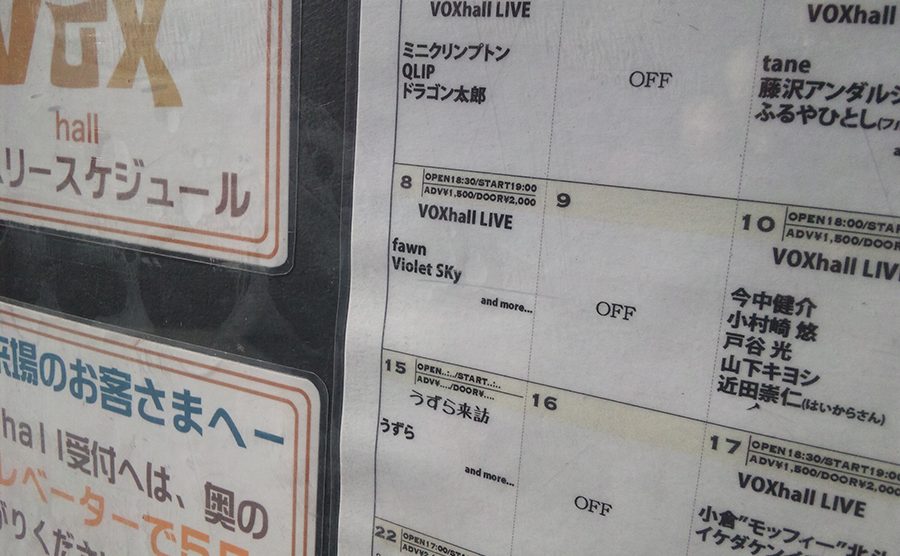 VOX
hall
リースケジュール
来場のお客さまへー
hall受付へは、奥の
レベーターで5F
がりくださ
VOXhall LIVE
ミニクリンプトン
QLIP
ドラゴン太郎
OFF
VOXhall
tane
藤沢アンダルシ
ふるやひとし
8
OPEN18:30/START19:00
ADV¥1,500/DOOR¥2,000
VOXhall LIVE
fawn
Violet SKy
and more...
9
OFF
10
OPEN18:00/START
ADV¥1,500/DOOR
VOXhall LIVE
今中健介
小村崎 悠
戸谷 光
山下キヨシ
近田崇仁(はいからさん)
15
OPEN..:../START..:..
ADV¥..../DOOR¥....
うずら来訪
うずら
and more...
16
OFF
17
OPEN18:30/START19:00
ADV¥1,500/DOOR¥2,000
VOXhall LIVE
小倉"モッフィー"北斗
イケダケン
22
OPEN17:00/START